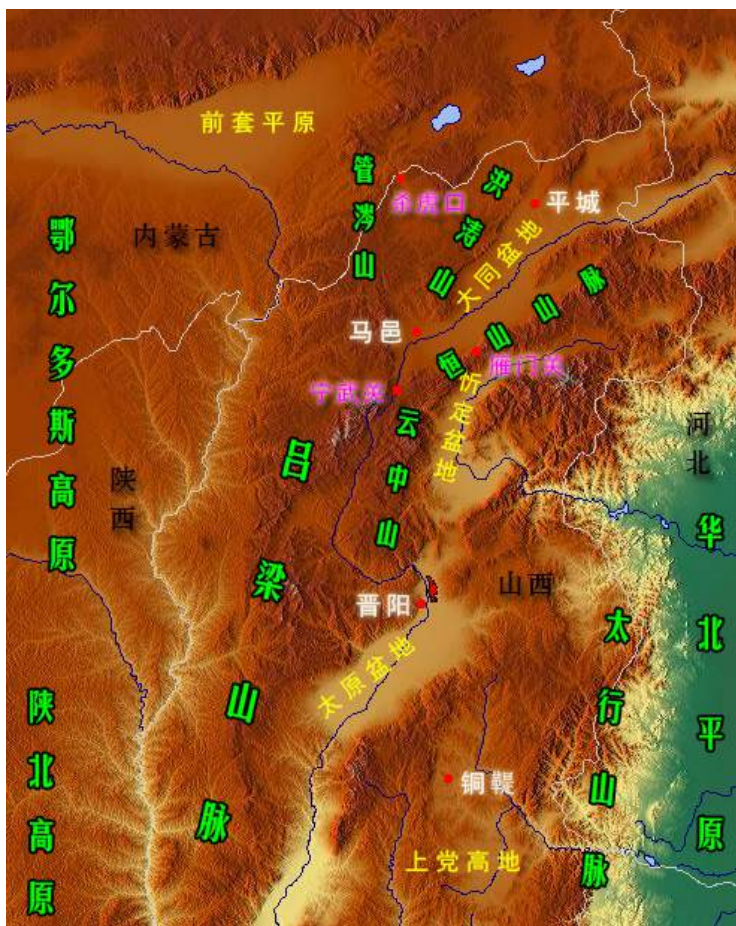 前套平原
管涔山
杀虎口
洪涛山
平城
大同盆地
内蒙古
鄂尔多斯高原
马邑
恒山山脉
雁门关
宁武关
忻定盆地
云中山
吕梁山脉
陕西
河北
华北平原
山西
晋阳
太行山脉
太原盆地
陕北高原
铜鞮
上党高地